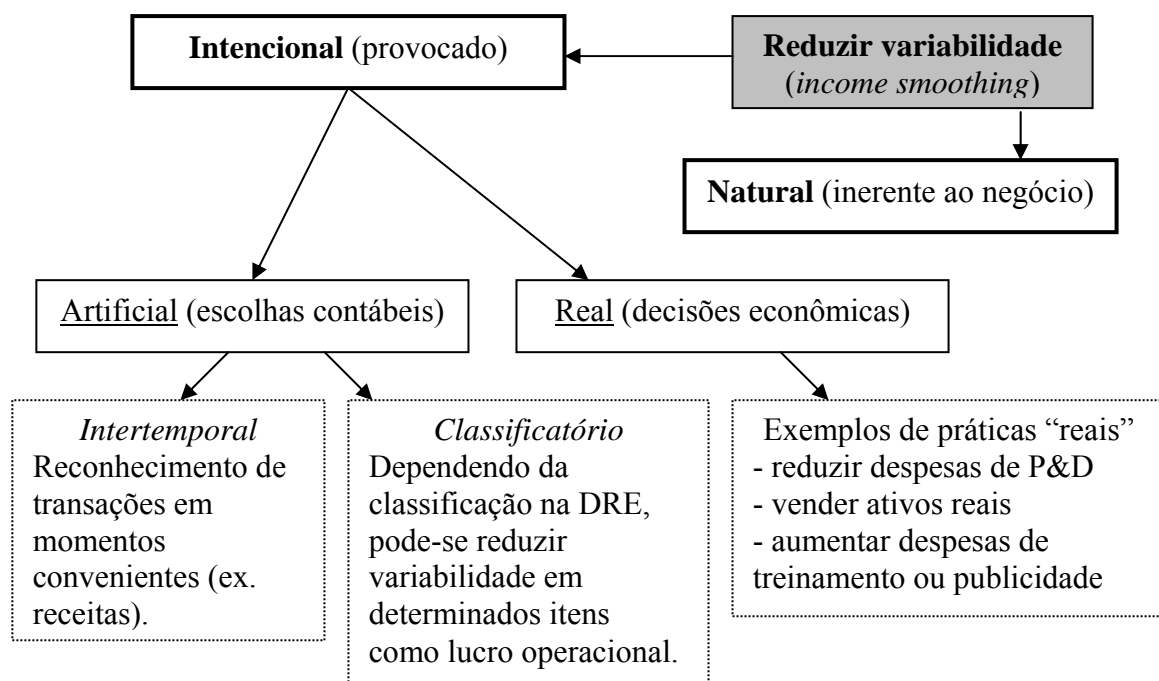 Intencional (provocado)
Reduzir variabilidade
(income smoothing)
Natural (inerente ao negócio)
Artificial (escolhas contábeis)
Real (decisões econômicas)
Intertemporal
Reconhecimento de
transações em
momentos
convenientes (ex.
receitas).
Classificatório
Dependendo da
classificação na DRE,
pode-se reduzir
variabilidade em
determinados itens
como lucro operacional.
Exemplos de práticas “reais”
- reduzir despesas de P&D
- vender ativos reais
- aumentar despesas de
treinamento ou publicidade